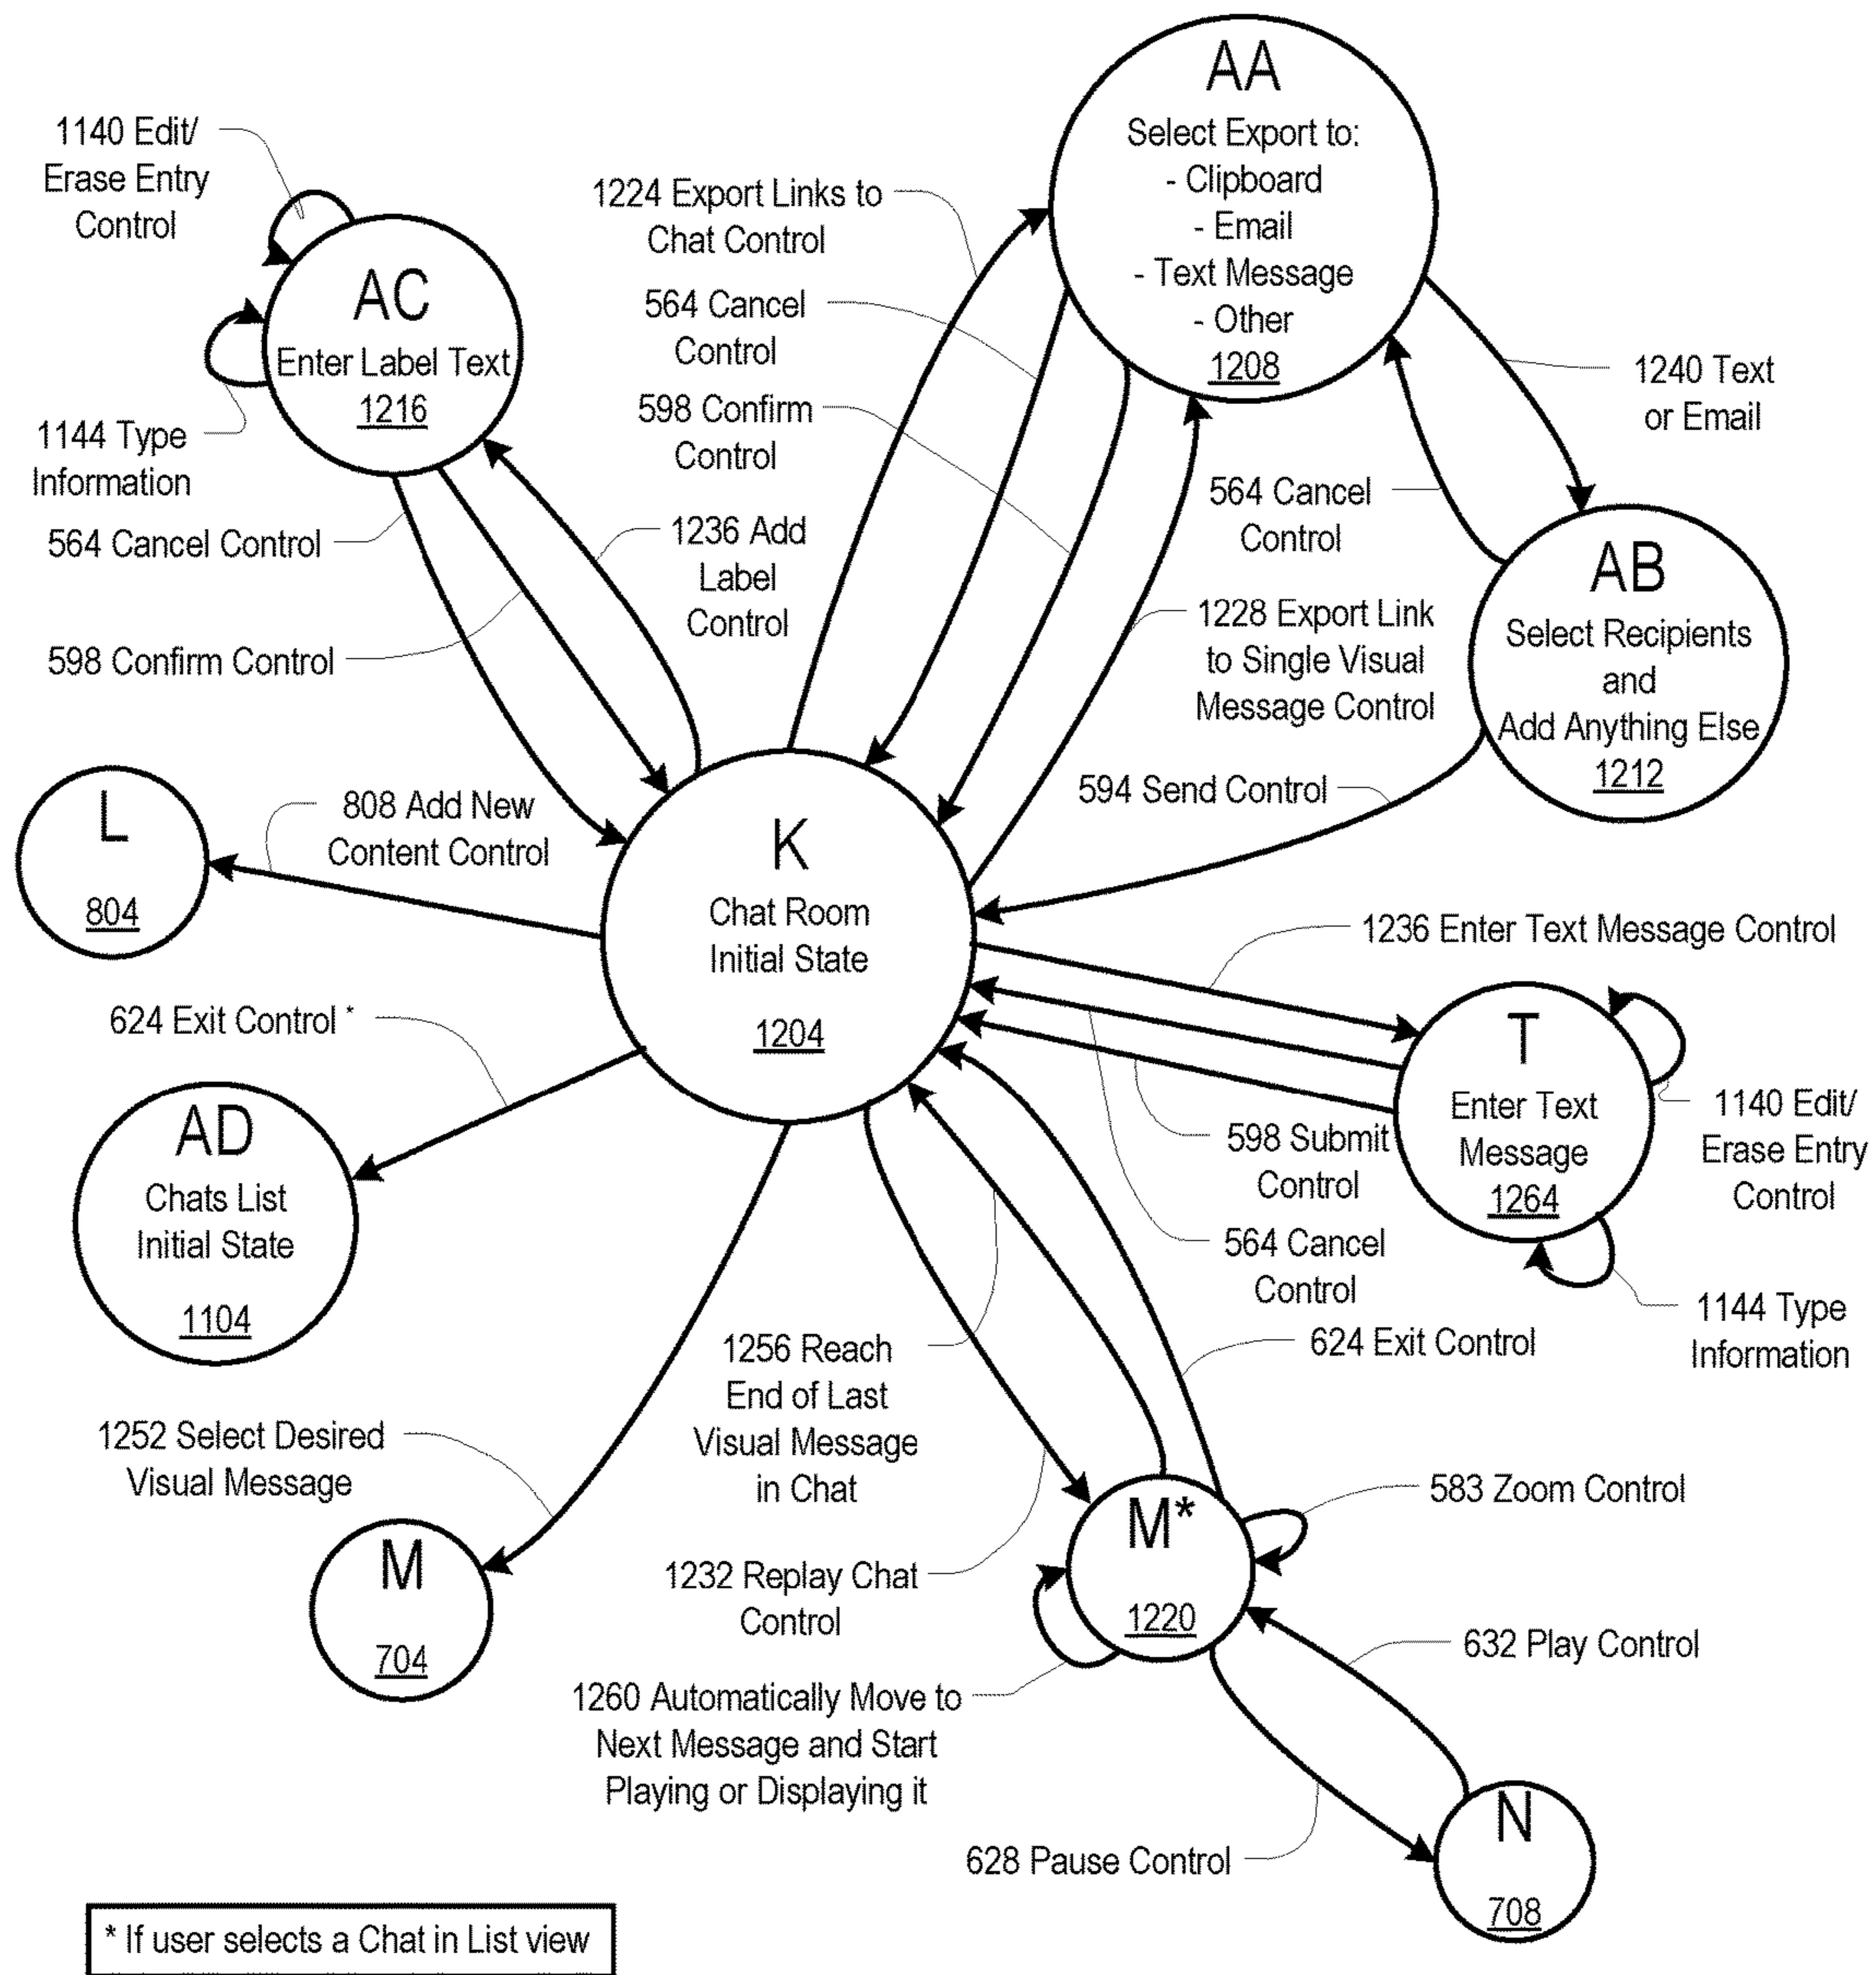 AA
Select Export to:
- Clipboard
- Email
- Text Message
- Other
1208
1140 Edit/
Erase Entry
Control
1224 Export Links to
Chat Control
AC
Enter Label Text
1216
564 Cancel
Control
598 Confirm
Control
1240 Text
or Email
1144 Type
Information
564 Cancel Control
1236 Add
Label
Control
564 Cancel
Control
AB
Select Recipients
and
Add Anything Else
1212
598 Confirm Control
1228 Export Link
to Single Visual
Message Control
594 Send Control
L
804
808 Add New
Content Control
K
Chat Room
Initial State
1204
1236 Enter Text Message Control
624 Exit Control *
T
Enter Text
Message
1264
AD
Chats List
Initial State
1104
598 Submit
Control
1140 Edit/
Erase Entry
Control
564 Cancel
Control
1144 Type
Information
1256 Reach
End of Last
Visual Message
in Chat
624 Exit Control
1252 Select Desired
Visual Message
583 Zoom Control
M
704
M*
1220
1232 Replay Chat
Control
632 Play Control
1260 Automatically Move to
Next Message and Start
Playing or Displaying it
628 Pause Control
N
708
* If user selects a Chat in List view